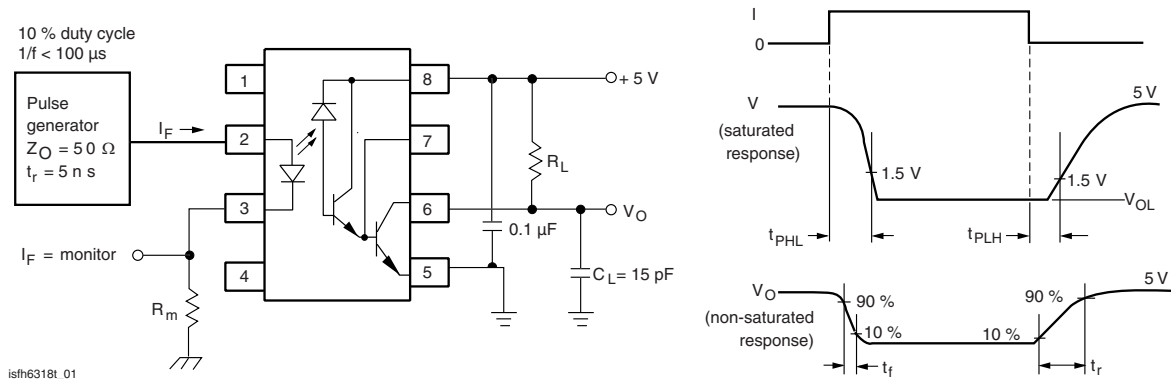 10 % duty cycle
1/f < 100 µs
Pulse
generator
Z_O = 50 Ω
t_r = 5 n s
I_F
1
2
3
4
8
7
6
5
I_F = monitor
R_m
+ 5 V
R_L
V_O
0.1 µF
C_L = 15 pF
isfh6318t_01
I
0
V
(saturated
response)
5 V
1.5 V
1.5 V
V_OL
t_PHL
t_PLH
V_O
(non-saturated
response)
90 %
10 %
90 %
10 %
5 V
t_f
t_r